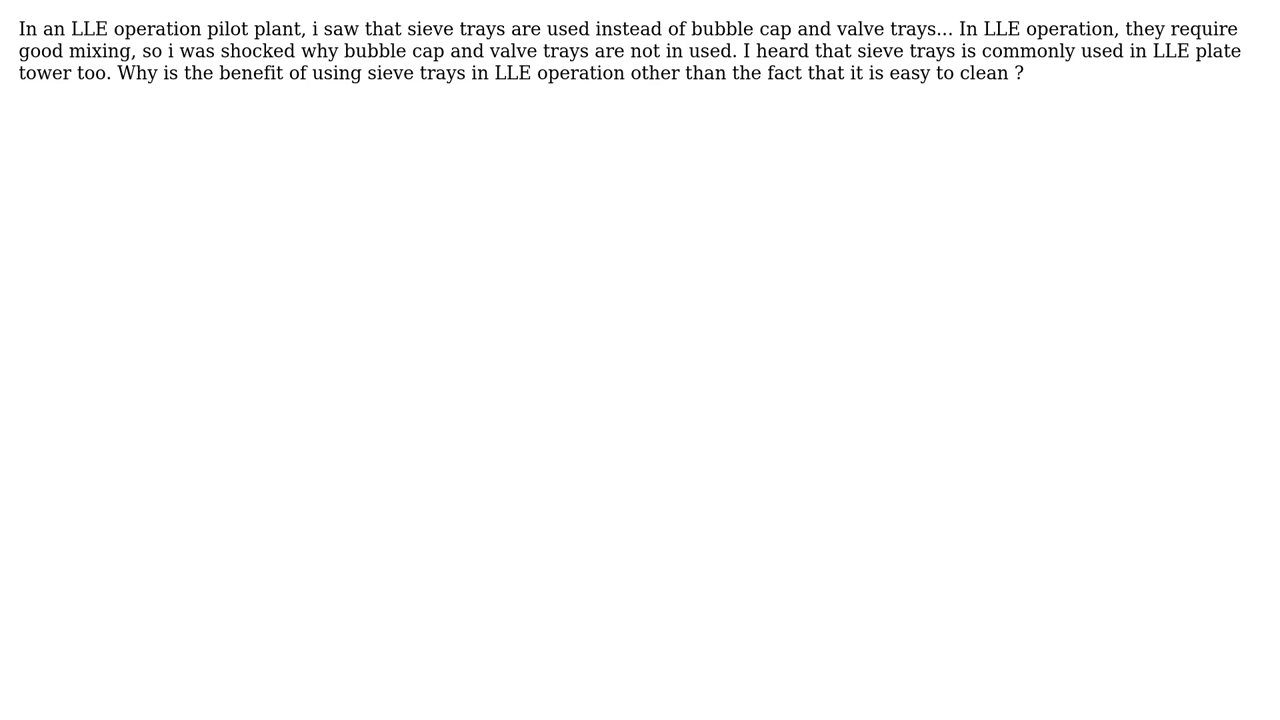 In an LLE operation pilot plant, i saw that sieve trays are used instead of bubble cap and valve trays... In LLE operation, they require
good mixing, so i was shocked why bubble cap and valve trays are not in used. I heard that sieve trays is commonly used in LLE plate
tower too. Why is the benefit of using sieve trays in LLE operation other than the fact that it is easy to clean ?